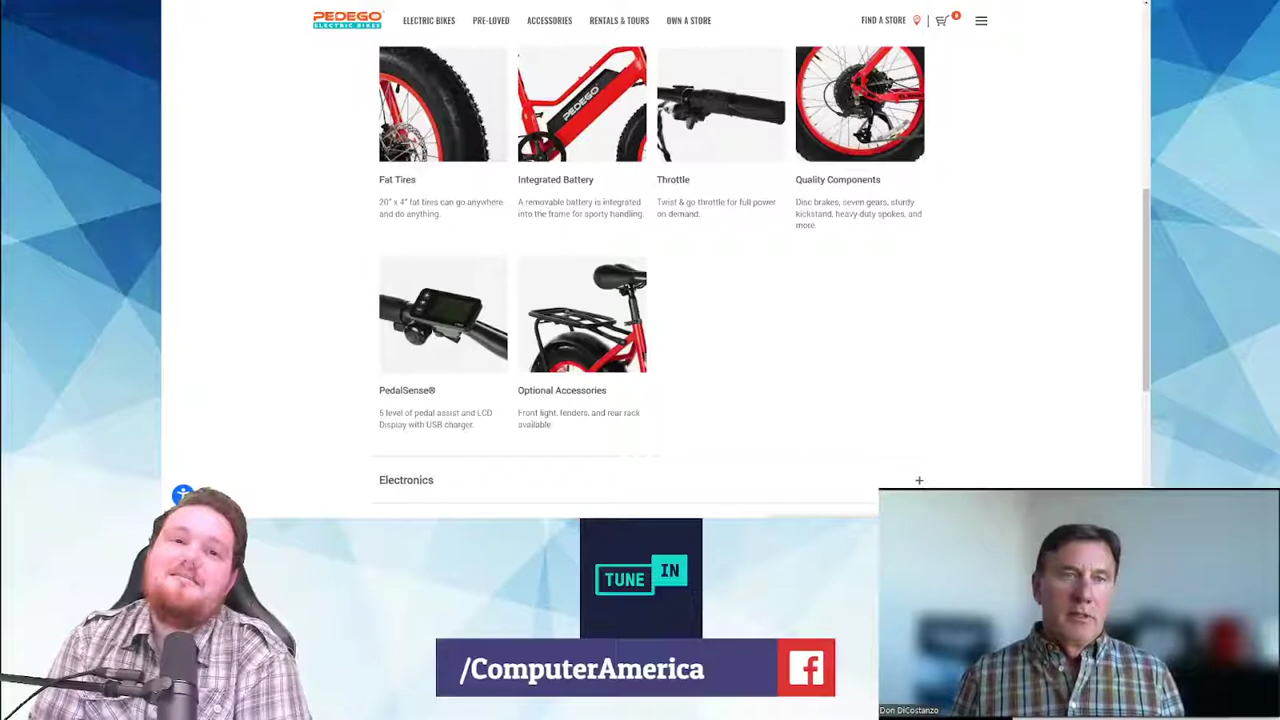 PEDEGO
ELECTRIC BIKES
ELECTRIC BIKES
PRE-LOVED
ACCESSORIES
RENTALS & TOURS
OWN A STORE
FIND A STORE
0
PEDEGO
Fat Tires
20" x 4" fat tires can go anywhere
and do anything.
Integrated Battery
A removable battery is integrated
into the frame for sporty handling.
Throttle
Twist & go throttle for full power
on demand.
Quality Components
Disc brakes, seven gears, sturdy
kickstand, heavy-duty spokes, and
more
PedalSense®
5 level of pedal assist and LCD
Display with USB charger.
Optional Accessories
Front light, fenders, and rear rack
available
Electronics
+
TUNE IN
/ComputerAmerica
f
Don DiCostanzo